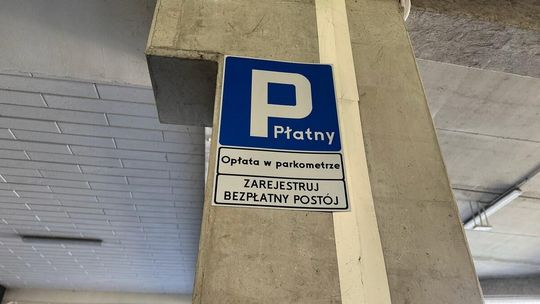 P
Płatny
Opłata w parkometrze
ZAREJESTRUJ
BEZPŁATNY POSTÓJ